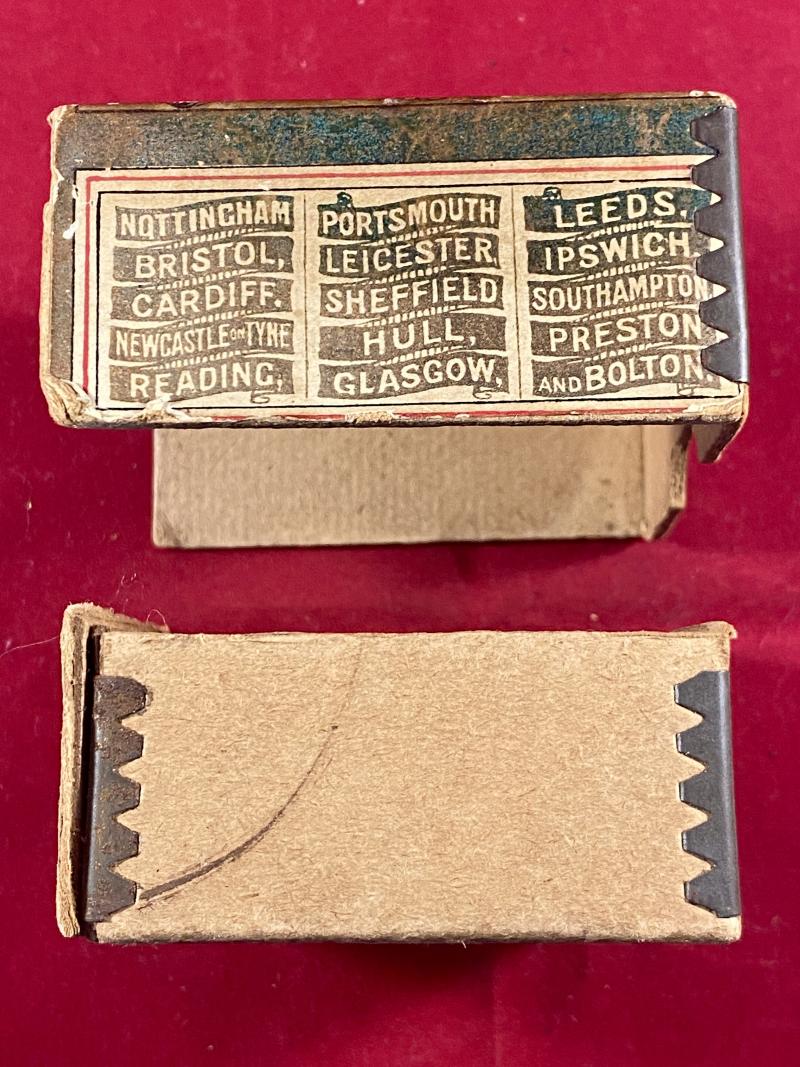 NOTTINGHAM
BRISTOL,
CARDIFF.
NEWCASTLE on TYNE
READING,
PORTSMOUTH
LEICESTER,
SHEFFIELD
HULL,
GLASGOW,
LEEDS,
IPSWICH,
SOUTHAMPTON,
PRESTON,
AND BOLTON.